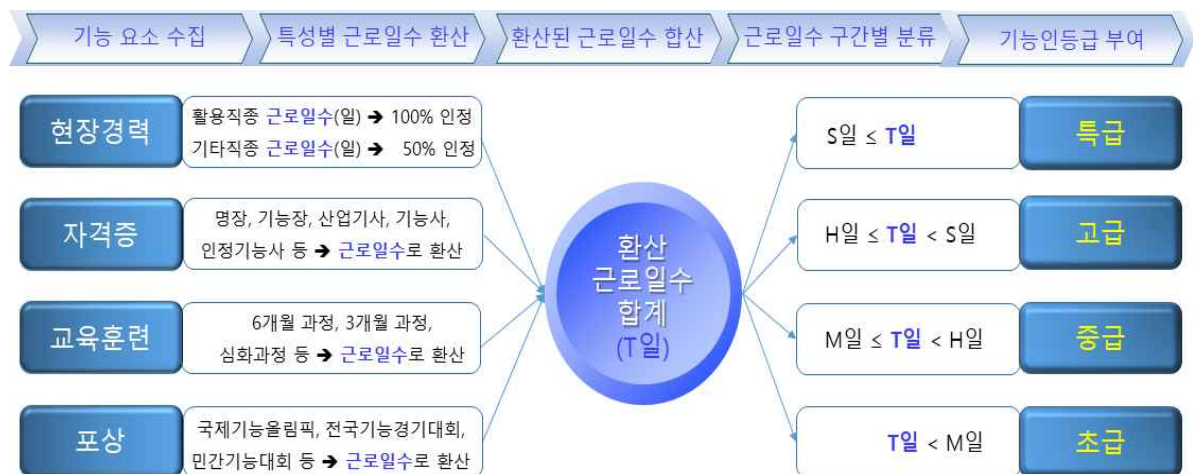 기능 요소 수집
특성별 근로일수 환산
환산된 근로일수 합산
근로일수 구간별 분류
기능인등급 부여
현장경력
활용직종 근로일수(일) ➔ 100% 인정
기타직종 근로일수(일) ➔ 50% 인정
자격증
명장, 기능장, 산업기사, 기능사,
인정기능사 등 ➔ 근로일수로 환산
교육훈련
6개월 과정, 3개월 과정,
심화과정 등 ➔ 근로일수로 환산
포상
국제기능올림픽, 전국기능경기대회,
민간기능대회 등 ➔ 근로일수로 환산
환산
근로일수
합계
(T일)
S일 ≤ T일
특급
H일 ≤ T일 < S일
고급
M일 ≤ T일 < H일
중급
T일 < M일
초급